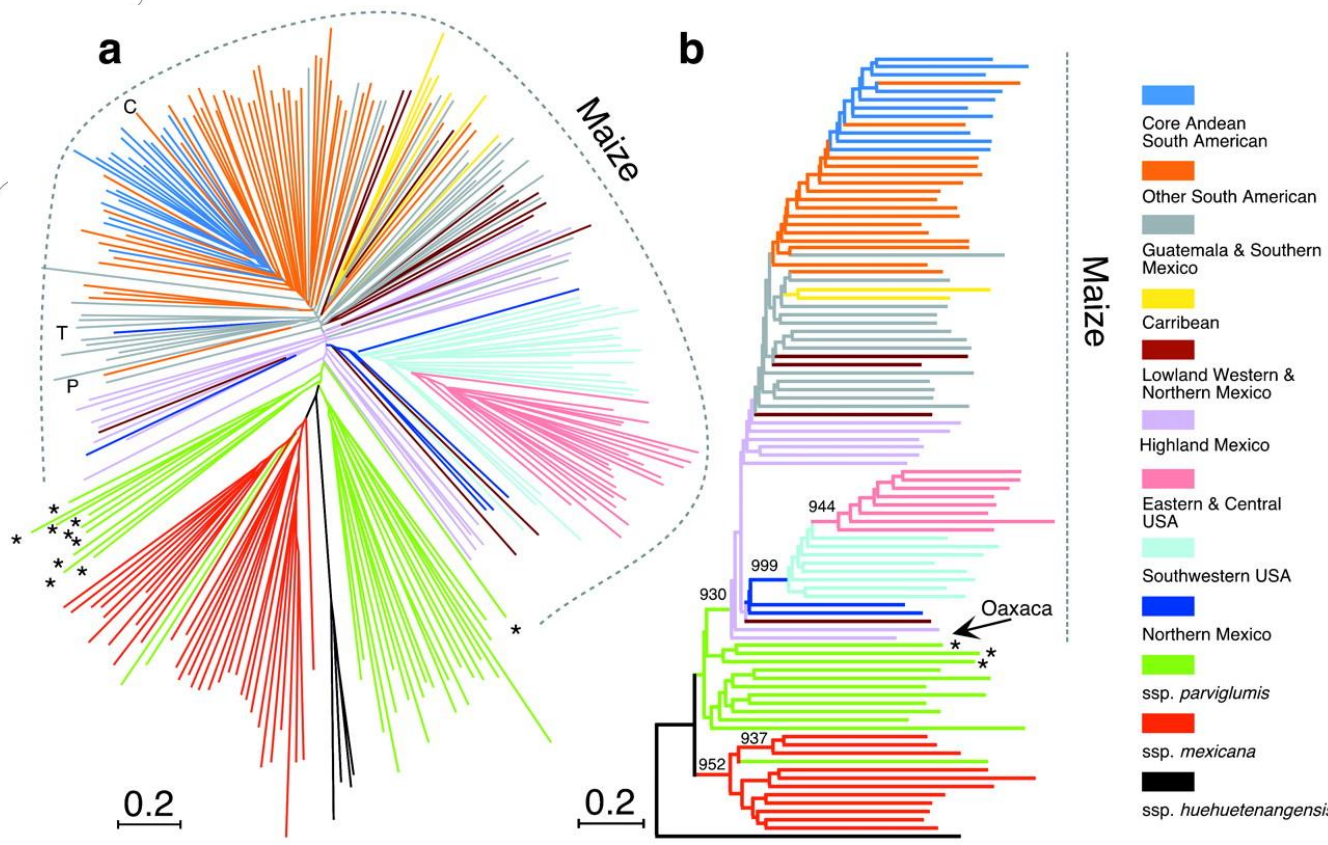 a
b
C
T
P
Maize
*
*
*
*
*
*
*
*
*
*
0.2
944
999
930
937
952
Oaxaca
*
*
*
0.2
Maize
Core Andean
South American
Other South American
Guatemala & Southern
Mexico
Carribean
Lowland Western &
Northern Mexico
Highland Mexico
Eastern & Central
USA
Southwestern USA
Northern Mexico
ssp. parviglumis
ssp. mexicana
ssp. huehuetenangensis